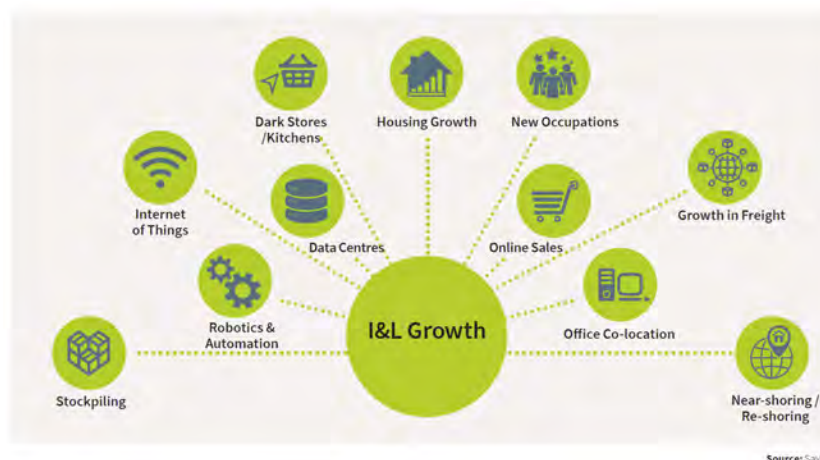 Dark Stores
/Kitchens
Housing Growth
New Occupations
Internet
of Things
Growth in Freight
Data Centres
Online Sales
Robotics &
Automation
Office Co-location
I&L Growth
Stockpiling
Near-shoring /
Re-shoring
Source: